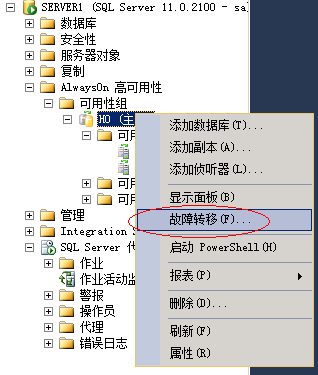 SERVER1 (SQL Server 11.0.2100 - sa
数据库
安全性
服务器对象
复制
AlwaysOn 高可用性
可用性组
HO (主
可用
可用
可用
管理
Integration S
SQL Server 代
作业
作业活动监
警报
操作员
代理
错误日志
添加数据库(T)...
添加副本(A)...
添加侦听器(L)...
显示面板(B)
故障转移(F)...
启动 PowerShell(H)
报表(P)
删除(D)...
刷新(F)
属性(R)